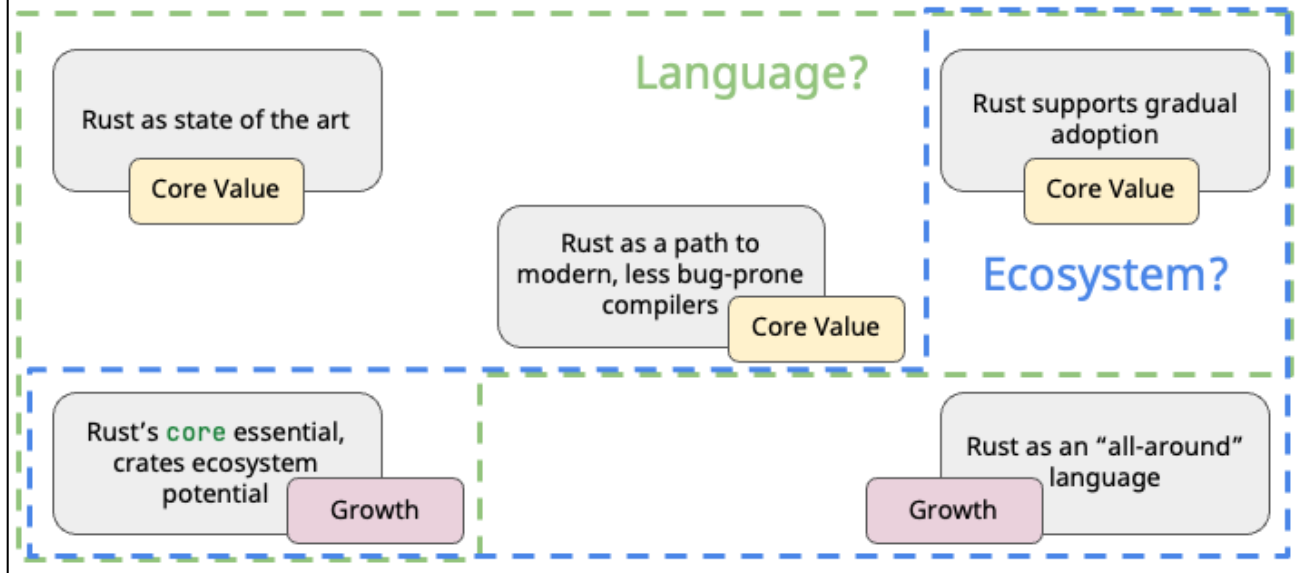 Language?
Rust as state of the art
Core Value
Rust supports gradual
adoption
Core Value
Rust as a path to
modern, less bug-prone
compilers
Core Value
Ecosystem?
Rust’s core essential,
crates ecosystem
potential
Growth
Rust as an “all-around”
language
Growth